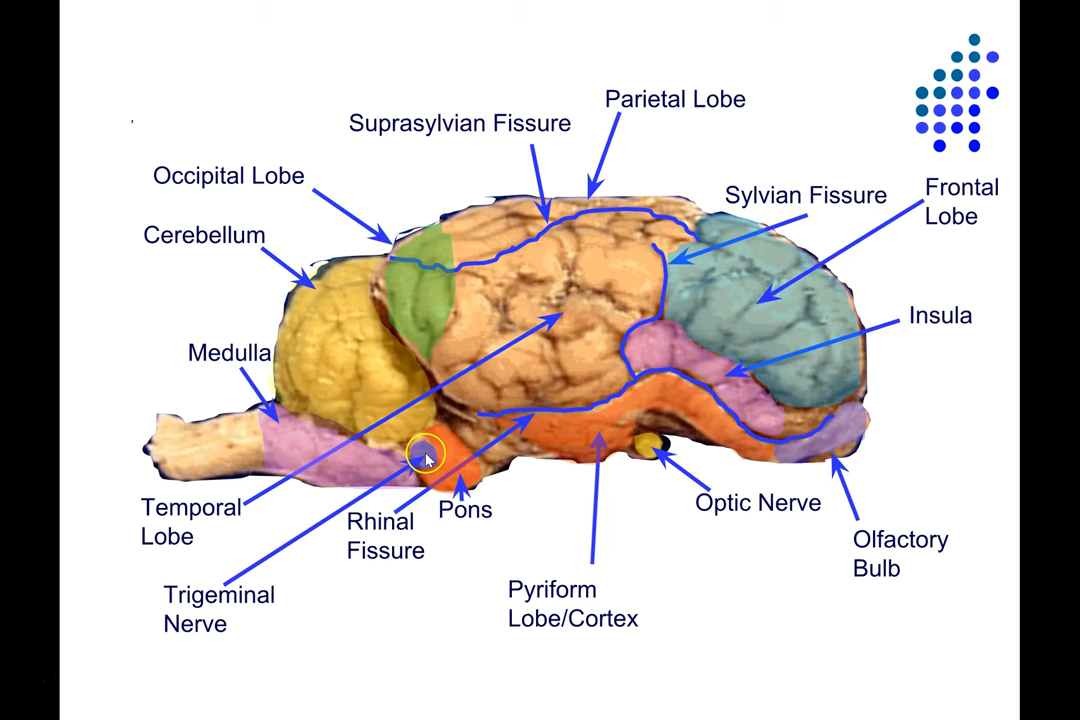 Parietal Lobe
Suprasylvian Fissure
Occipital Lobe
Sylvian Fissure
Frontal
Lobe
Cerebellum
Insula
Medulla
Temporal
Lobe
Rhinal
Fissure
Pons
Optic Nerve
Olfactory
Bulb
Trigeminal
Nerve
Pyriform
Lobe/Cortex